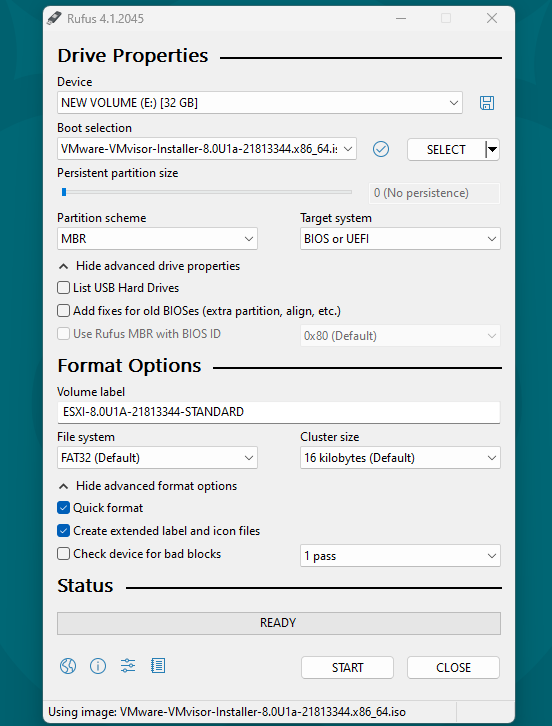 Rufus 4.1.2045
Drive Properties
Device
NEW VOLUME (E:) [32 GB]
Boot selection
VMware-VMvisor-Installer-8.0U1a-21813344.x86_64.is
SELECT
Persistent partition size
0 (No persistence)
Partition scheme Target system
MBR BIOS or UEFI
Hide advanced drive properties
List USB Hard Drives
Add fixes for old BIOSes (extra partition, align, etc.)
Use Rufus MBR with BIOS ID 0x80 (Default)
Format Options
Volume label
ESXI-8.0U1A-21813344-STANDARD
File system Cluster size
FAT32 (Default) 16 kilobytes (Default)
Hide advanced format options
Quick format
Create extended label and icon files
Check device for bad blocks 1 pass
Status
READY
START CLOSE
Using image: VMware-VMvisor-Installer-8.0U1a-21813344.x86_64.iso